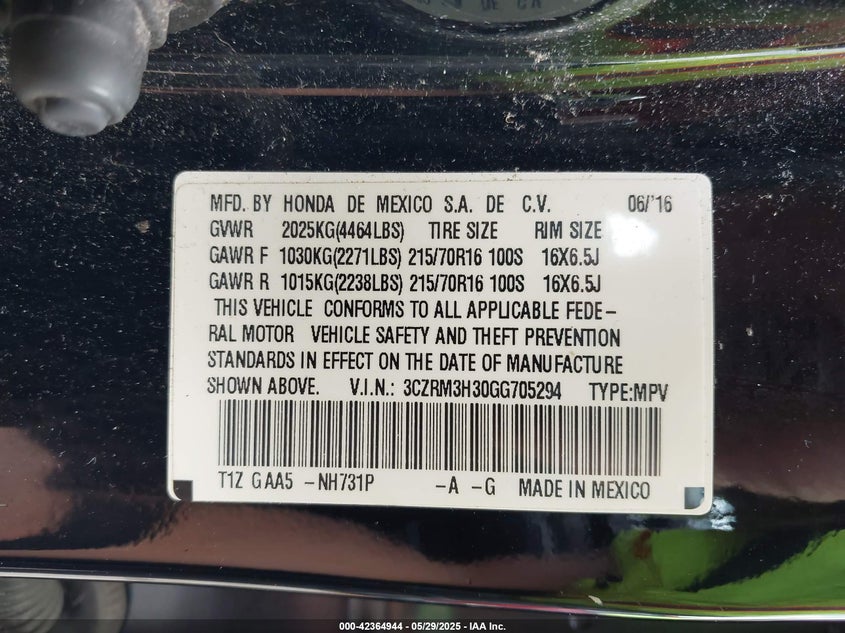 MFD. BY HONDA DE MEXICO S.A. DE C.V. 06/'16
GVWR 2025KG(4464LBS) TIRE SIZE RIM SIZE
GAWR F 1030KG(2271LBS) 215/70R16 100S 16X6.5J
GAWR R 1015KG(2238LBS) 215/70R16 100S 16X6.5J
THIS VEHICLE CONFORMS TO ALL APPLICABLE FEDE-
RAL MOTOR VEHICLE SAFETY AND THEFT PREVENTION
STANDARDS IN EFFECT ON THE DATE OF MANUFACTURE
SHOWN ABOVE. V.I.N.: 3CZRM3H30GG705294 TYPE:MPV
T1Z GAA5 -NH731P -A -G MADE IN MEXICO
000-42364944 - 05/29/2025 - IAA Inc.